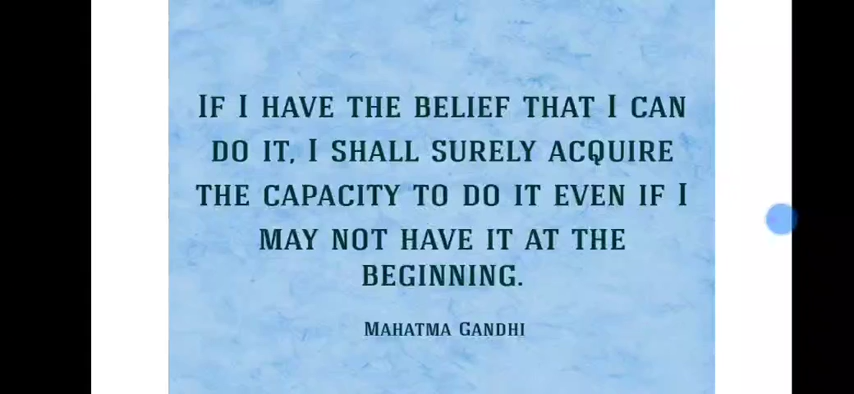 If I have the belief that I can
do it, I shall surely acquire
the capacity to do it even if I
may not have it at the
beginning.
Mahatma Gandhi